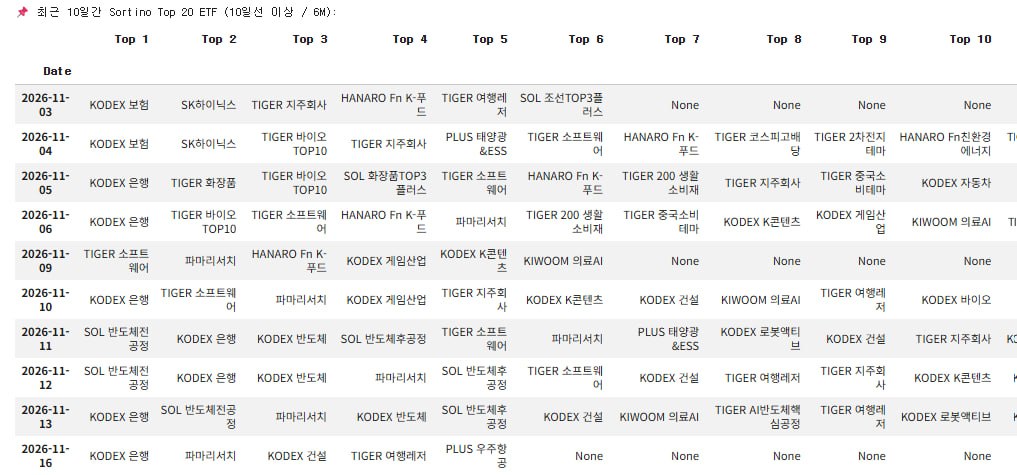 📌 최근 10일간 Sortino Top 20 ETF (10일선 이상 / 6M):
Top 1 Top 2 Top 3 Top 4 Top 5 Top 6 Top 7 Top 8 Top 9 Top 10
Date
2026-11-03 KODEX 보험 SK하이닉스 TIGER 지주회사 HANARO Fn K-푸드 TIGER 여행레저 SOL 조선TOP3플러스 None None None None
2026-11-04 KODEX 보험 SK하이닉스 TIGER 바이오TOP10 TIGER 지주회사 PLUS 태양광&ESS TIGER 소프트웨어 HANARO Fn K-푸드 TIGER 코스피고배당 TIGER 2차전지테마 HANARO Fn친환경에너지
2026-11-05 KODEX 은행 TIGER 화장품 TIGER 바이오TOP10 SOL 화장품TOP3플러스 TIGER 소프트웨어 HANARO Fn K-푸드 TIGER 200 생활소비재 TIGER 지주회사 TIGER 중국소비테마 KODEX 자동차
2026-11-06 KODEX 은행 TIGER 바이오TOP10 TIGER 소프트웨어 HANARO Fn K-푸드 파마리서치 TIGER 200 생활소비재 TIGER 중국소비테마 KODEX K콘텐츠 KODEX 게임산업 KIWOOM 의료AI
2026-11-09 TIGER 소프트웨어 파마리서치 HANARO Fn K-푸드 KODEX 게임산업 KODEX K콘텐츠 KIWOOM 의료AI None None None None
2026-11-10 KODEX 은행 TIGER 소프트웨어 파마리서치 KODEX 게임산업 TIGER 지주회사 KODEX K콘텐츠 KODEX 건설 KIWOOM 의료AI TIGER 여행레저 KODEX 바이오
2026-11-11 SOL 반도체전공정 KODEX 은행 KODEX 반도체 SOL 반도체후공정 TIGER 소프트웨어 파마리서치 PLUS 태양광&ESS KODEX 로봇액티브 KODEX 건설 TIGER 지주회사
2026-11-12 SOL 반도체전공정 KODEX 은행 KODEX 반도체 파마리서치 SOL 반도체후공정 TIGER 소프트웨어 KODEX 건설 TIGER 여행레저 TIGER 지주회사 KODEX K콘텐츠
2026-11-13 KODEX 은행 SOL 반도체전공정 파마리서치 KODEX 반도체 SOL 반도체후공정 KODEX 건설 KIWOOM 의료AI TIGER AI반도체핵심공정 TIGER 여행레저 KODEX 로봇액티브
2026-11-16 KODEX 은행 파마리서치 KODEX 건설 TIGER 여행레저 PLUS 우주항공 None None None None None